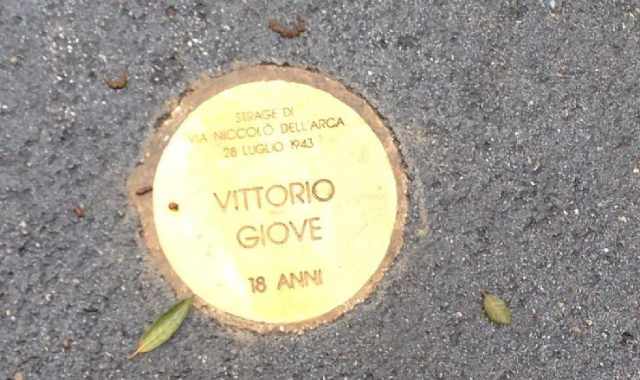 STRAGE DI
VIA NICCOLÒ DELL'ARCA
28 LUGLIO 1943
VITTORIO
GIOVE
18 ANNI